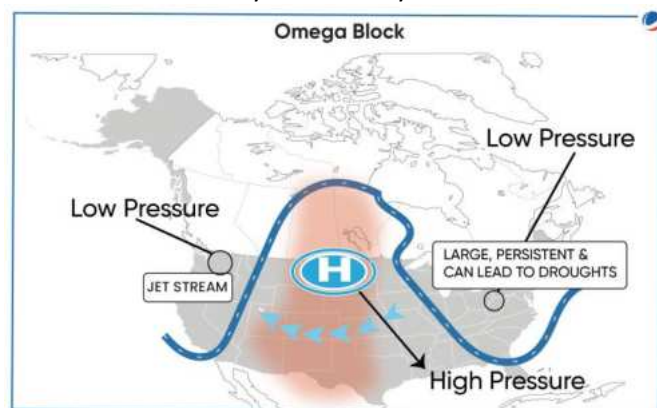 Omega Block
Low Pressure
Low Pressure
JET STREAM
LARGE, PERSISTENT &
CAN LEAD TO DROUGHTS
H
High Pressure